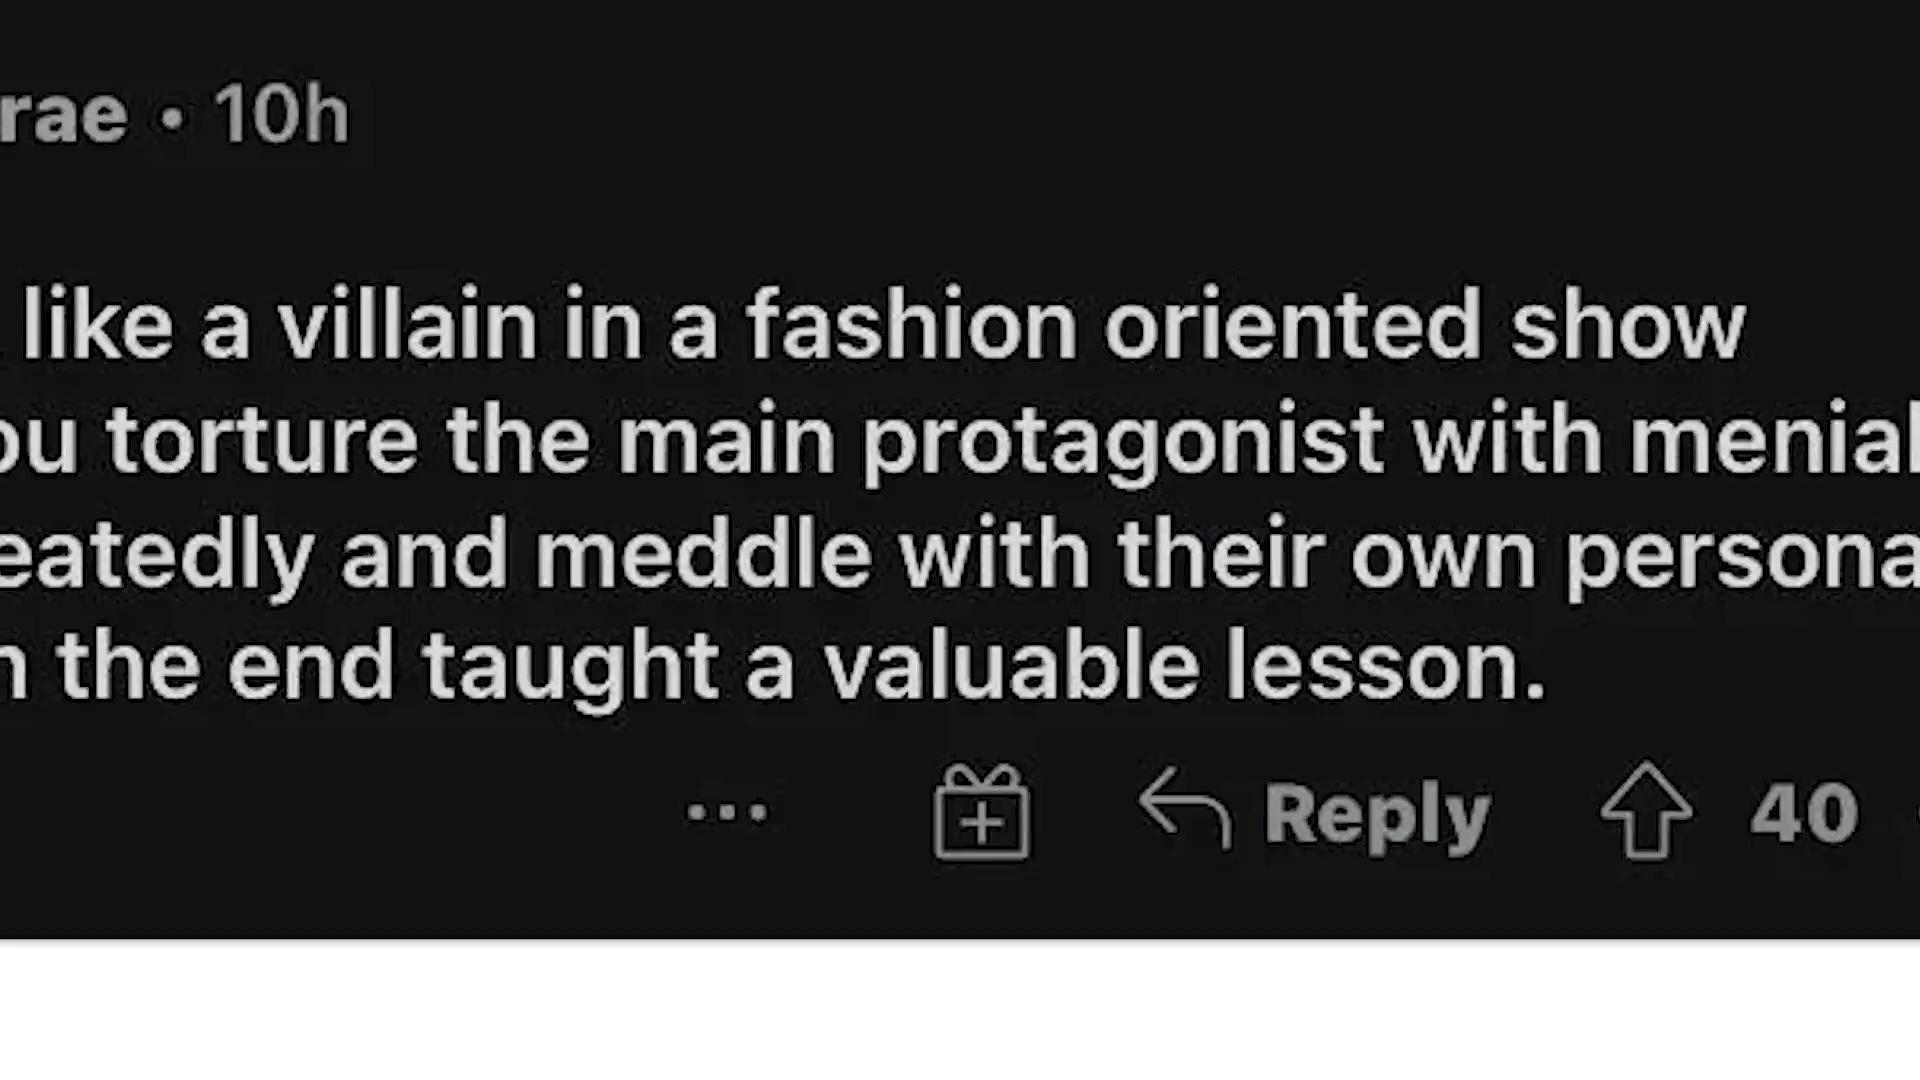 rae • 10h
like a villain in a fashion oriented show
ou torture the main protagonist with menial
eatedly and meddle with their own persona
n the end taught a valuable lesson.
... Reply 40